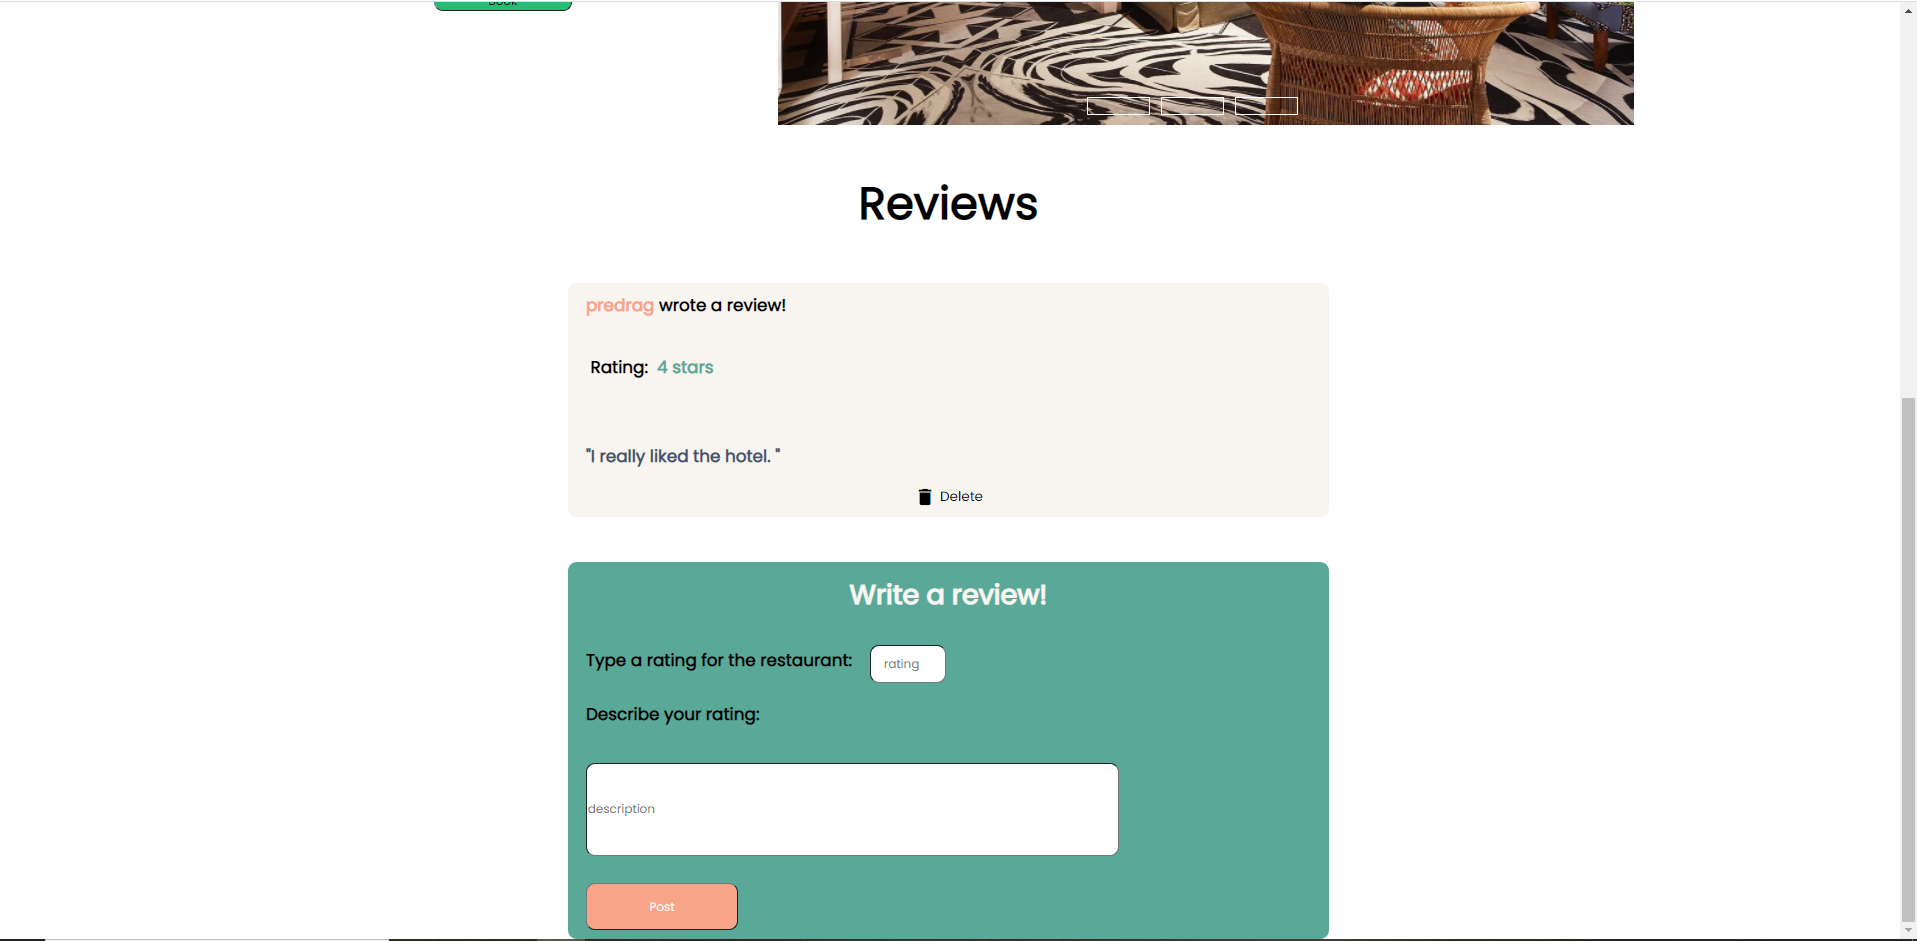 Book
Reviews
predrag wrote a review!
Rating: 4 stars
"I really liked the hotel. "
Delete
Write a review!
Type a rating for the restaurant: rating
Describe your rating:
description
Post